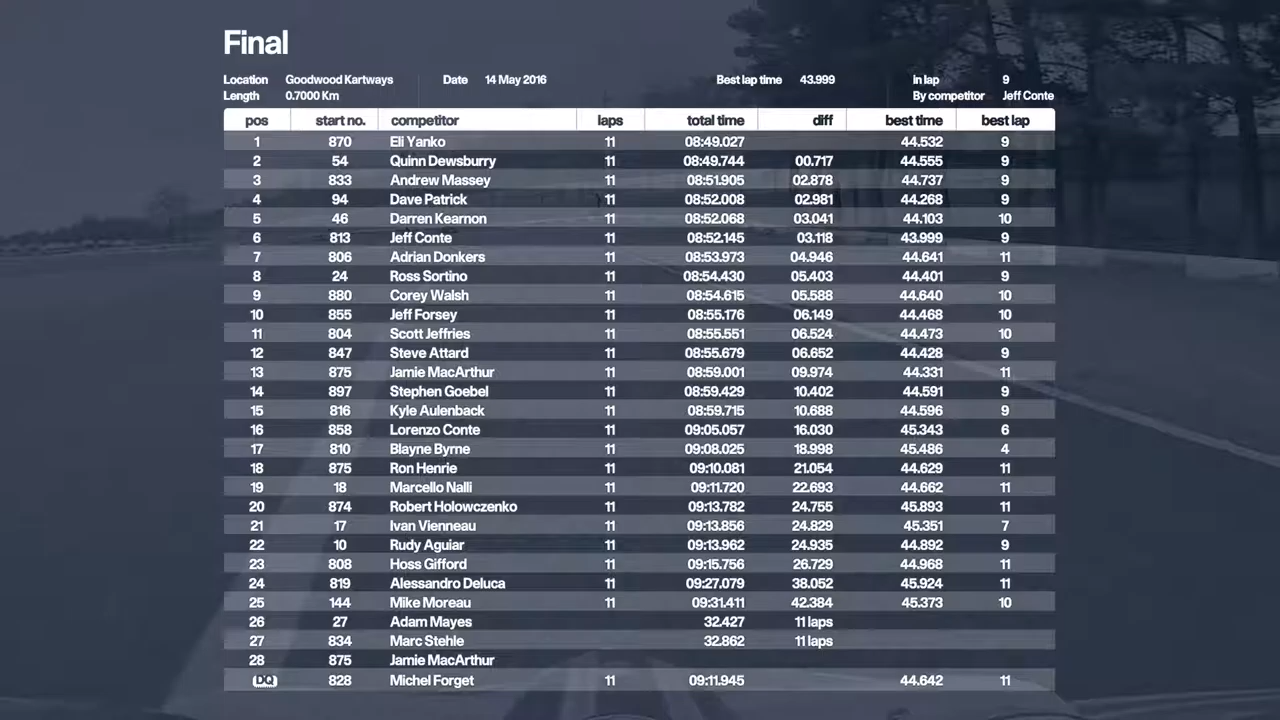 Final
Location Goodwood Kartways Date 14 May 2016 Best lap time 43.999 In lap 9
Length 0.7000 Km By competitor Jeff Conte
pos start no. competitor laps total time diff best time best lap
1 870 Eli Yanko 11 08:49.027 44.532 9
2 54 Quinn Dewsburry 11 08:49.744 00.717 44.555 9
3 833 Andrew Massey 11 08:51.905 02.878 44.737 9
4 94 Dave Patrick 11 08:52.008 02.981 44.268 9
5 46 Darren Kearnon 11 08:52.068 03.041 44.103 10
6 813 Jeff Conte 11 08:52.145 03.118 43.999 9
7 806 Adrian Donkers 11 08:53.973 04.946 44.641 11
8 24 Ross Sortino 11 08:54.430 05.403 44.401 9
9 880 Corey Walsh 11 08:54.615 05.588 44.640 10
10 855 Jeff Forsey 11 08:55.176 06.149 44.468 10
11 804 Scott Jeffries 11 08:55.551 06.524 44.473 10
12 847 Steve Attard 11 08:55.679 06.652 44.428 9
13 875 Jamie MacArthur 11 08:59.001 09.974 44.331 11
14 897 Stephen Goebel 11 08:59.429 10.402 44.591 9
15 816 Kyle Aulenback 11 08:59.715 10.688 44.596 9
16 858 Lorenzo Conte 11 09:05.057 16.030 45.343 6
17 810 Blayne Byrne 11 09:08.025 18.998 45.486 4
18 875 Ron Henrie 11 09:10.081 21.054 44.629 11
19 18 Marcello Nalli 11 09:11.720 22.693 44.662 11
20 874 Robert Holowczenko 11 09:13.782 24.755 45.893 11
21 17 Ivan Vienneau 11 09:13.856 24.829 45.351 7
22 10 Rudy Aguiar 11 09:13.962 24.935 44.892 9
23 808 Hoss Gifford 11 09:15.756 26.729 44.968 11
24 819 Alessandro Deluca 11 09:27.079 38.052 45.924 11
25 144 Mike Moreau 11 09:31.411 42.384 45.373 10
26 27 Adam Mayes 32.427 11 laps
27 834 Marc Stehle 32.862 11 laps
28 875 Jamie MacArthur
DQ 828 Michel Forget 11 09:11.945 44.642 11